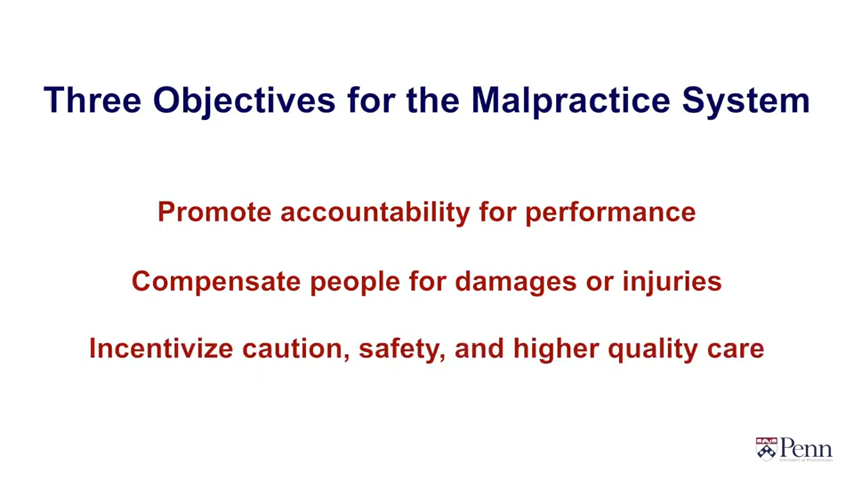 Three Objectives for the Malpractice System
Promote accountability for performance
Compensate people for damages or injuries
Incentivize caution, safety, and higher quality care
Penn